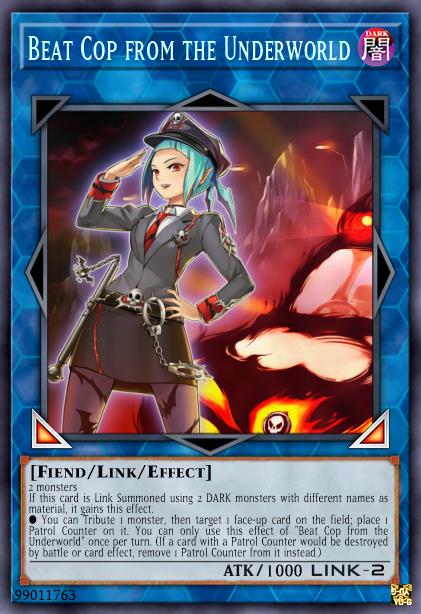 Beat Cop from the Underworld
DARK
闇
[Fiend/Link/Effect]
2 monsters
If this card is Link Summoned using 2 DARK monsters with different names as
material, it gains this effect.
● You can Tribute 1 monster, then target 1 face-up card on the field; place 1
Patrol Counter on it. You can only use this effect of "Beat Cop from the
Underworld" once per turn. (If a card with a Patrol Counter would be destroyed
by battle or card effect, remove 1 Patrol Counter from it instead.)
ATK/1000 LINK-2
99011763